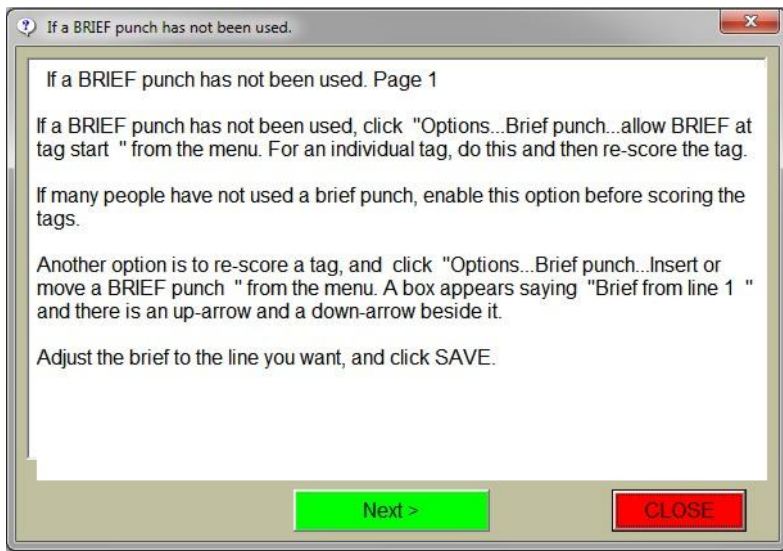 If a BRIEF punch has not been used.
If a BRIEF punch has not been used. Page 1
If a BRIEF punch has not been used, click "Options...Brief punch...allow BRIEF at
tag start " from the menu. For an individual tag, do this and then re-score the tag.
If many people have not used a brief punch, enable this option before scoring the
tags.
Another option is to re-score a tag, and click "Options...Brief punch...Insert or
move a BRIEF punch " from the menu. A box appears saying "Brief from line 1 "
and there is an up-arrow and a down-arrow beside it.
Adjust the brief to the line you want, and click SAVE.
Next >
CLOSE